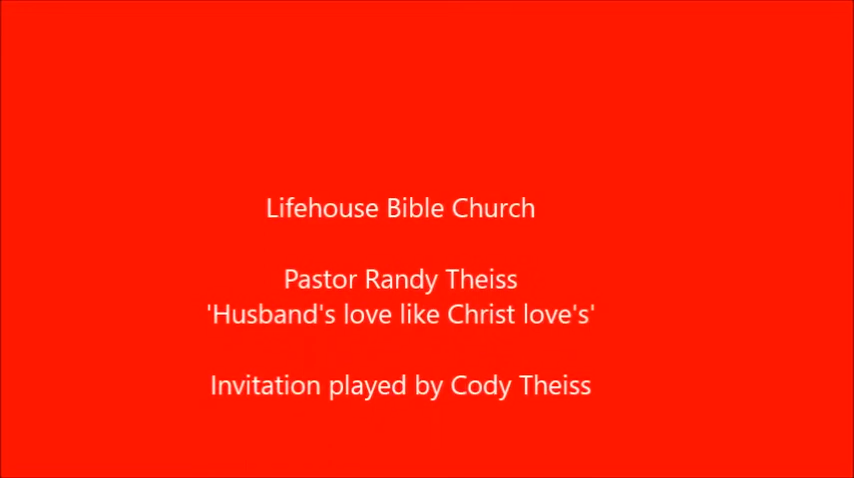 Lifehouse Bible Church
Pastor Randy Theiss
'Husband's love like Christ love's'
Invitation played by Cody Theiss